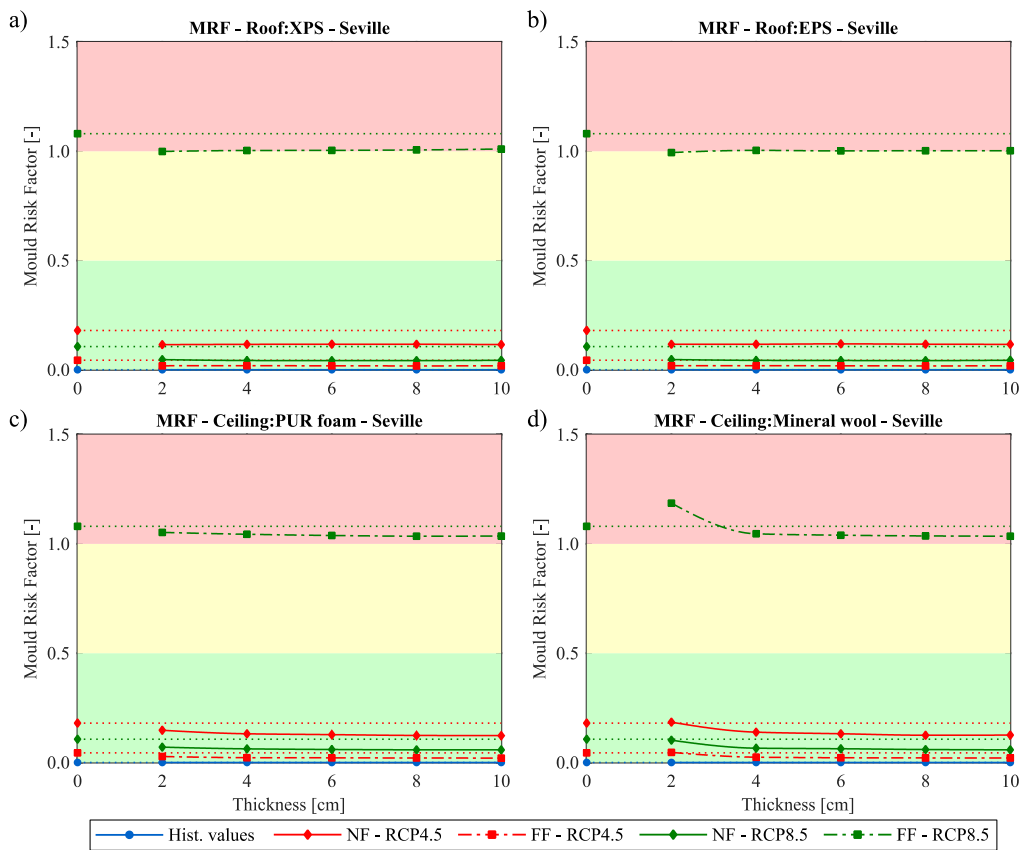 a) MRF - Roof:XPS - Seville
1.5
1.0
0.5
0.0
Mould Risk Factor [-]
0 2 4 6 8 10
b) MRF - Roof:EPS - Seville
1.5
1.0
0.5
0.0
Mould Risk Factor [-]
0 2 4 6 8 10
c) MRF - Ceiling:PUR foam - Seville
1.5
1.0
0.5
0.0
Mould Risk Factor [-]
0 2 4 6 8 10
Thickness [cm]
d) MRF - Ceiling:Mineral wool - Seville
1.5
1.0
0.5
0.0
Mould Risk Factor [-]
0 2 4 6 8 10
Thickness [cm]
Hist. values NF - RCP4.5 FF - RCP4.5 NF - RCP8.5 FF - RCP8.5